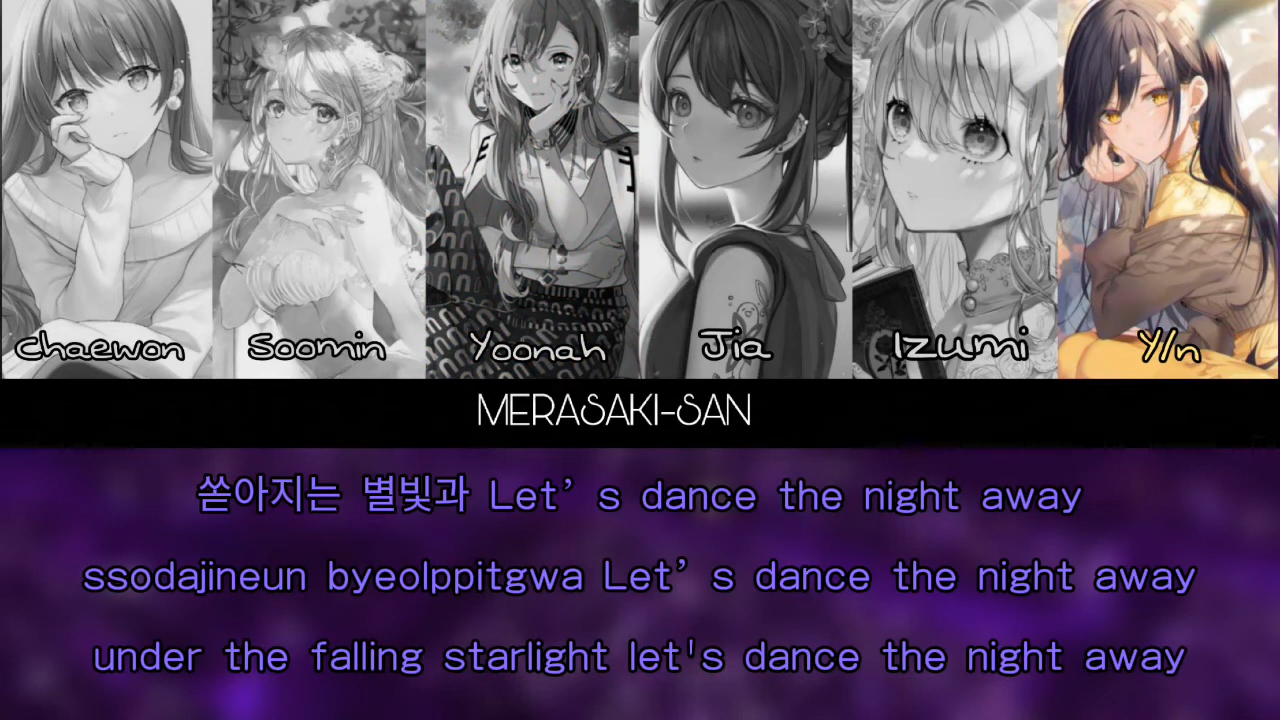 chaewon
Soomin
Yoonah
Jia
Izumi
Y/n
MERASAKI-SAN
쏟아지는 별빛과 Let’s dance the night away
ssodajineun byeolppitgwa Let’s dance the night away
under the falling starlight let's dance the night away